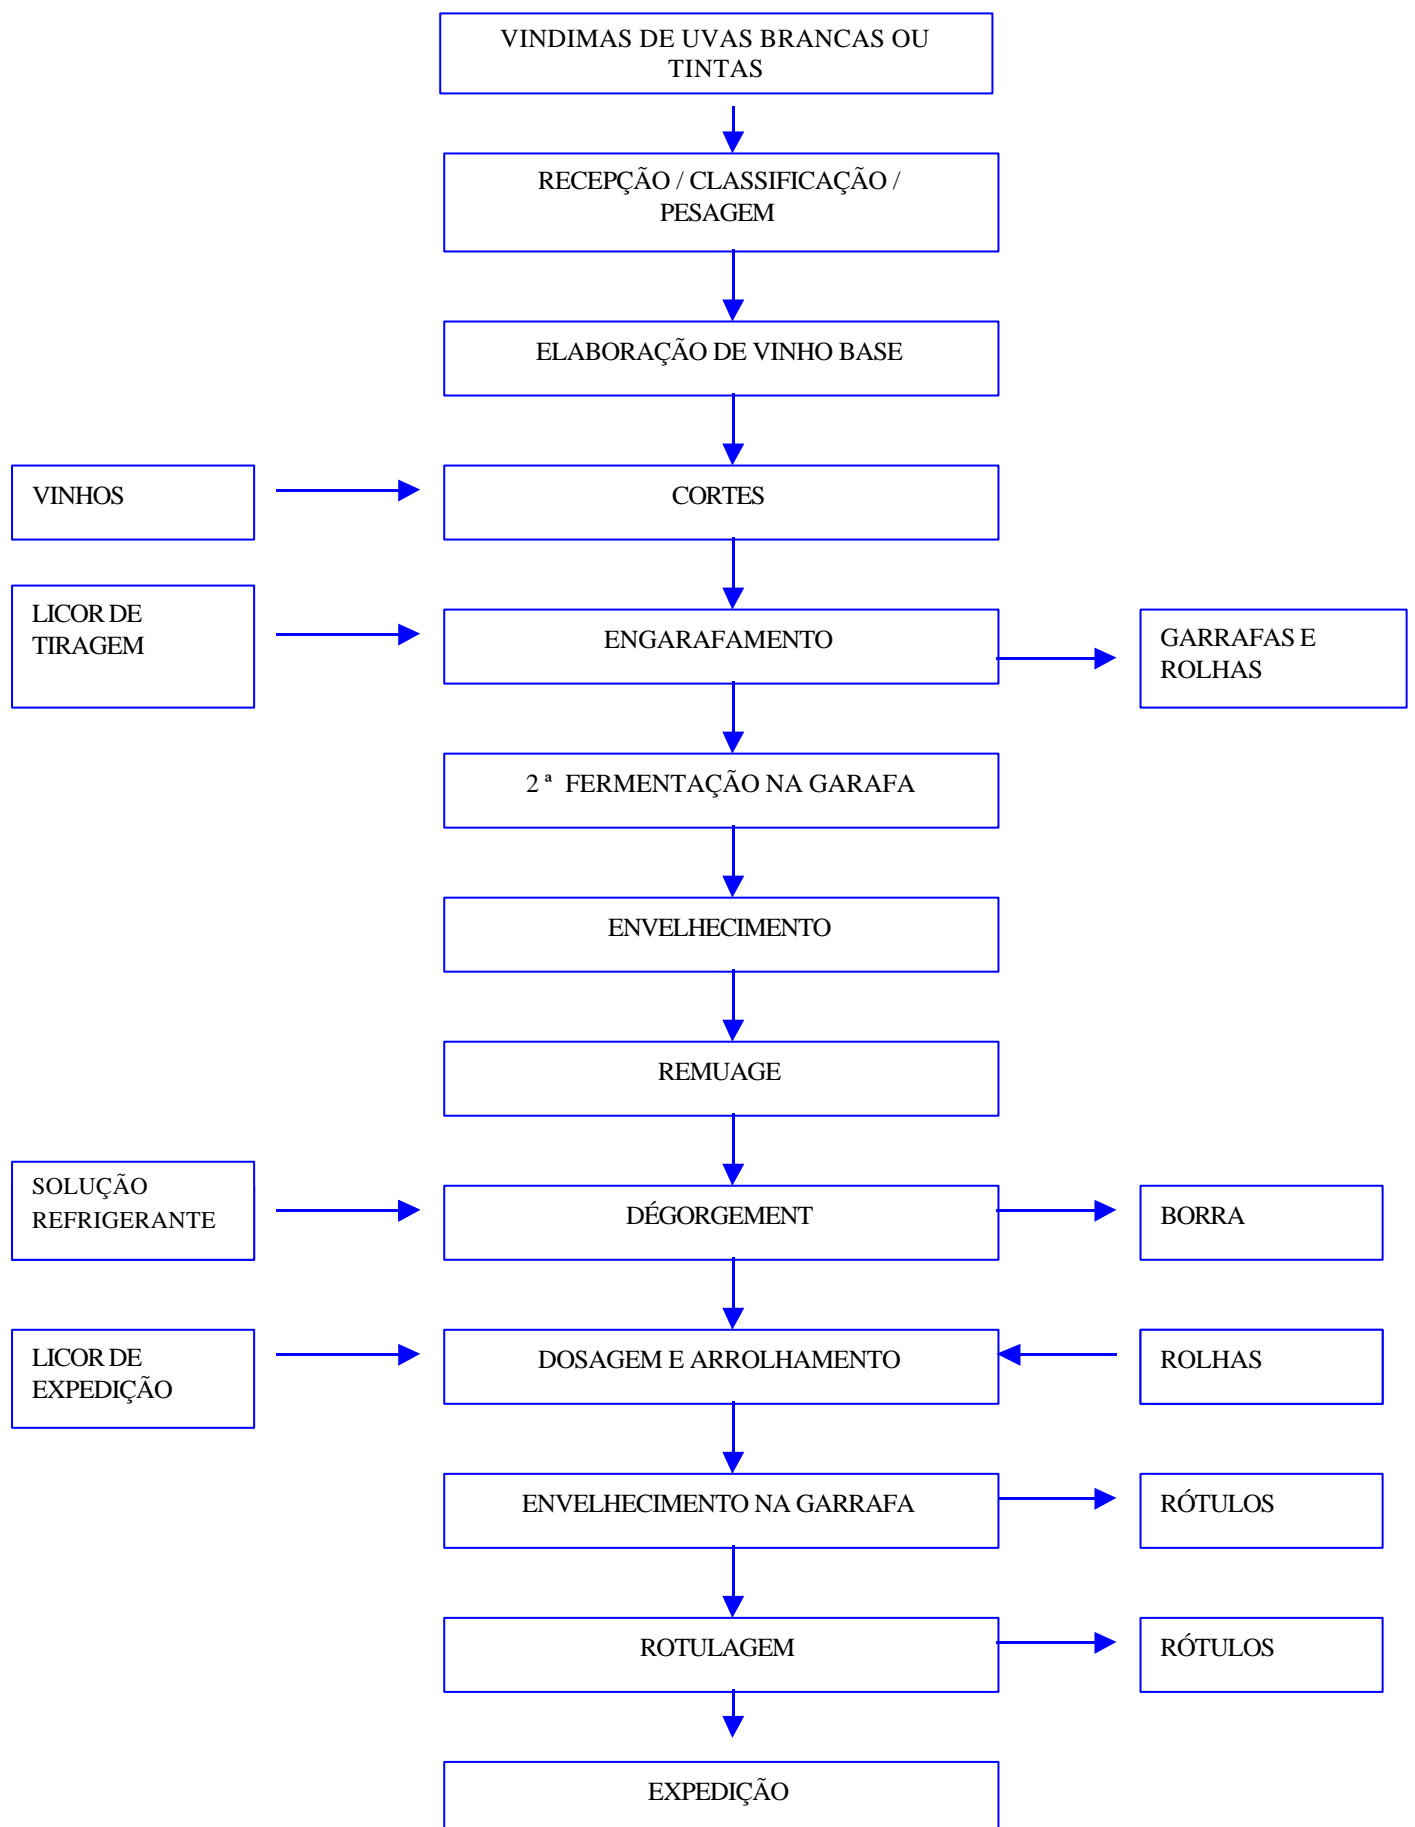 VINDIMAS DE UVAS BRANCAS OU
TINTAS
RECEPÇÃO / CLASSIFICAÇÃO /
PESAGEM
ELABORAÇÃO DE VINHO BASE
VINHOS
CORTES
LICOR DE
TIRAGEM
ENGARAFAMENTO
GARRAFAS E
ROLHAS
2 ª FERMENTAÇÃO NA GARAFA
ENVELHECIMENTO
REMUAGE
SOLUÇÃO
REFRIGERANTE
DÉGORGEMENT
BORRA
LICOR DE
EXPEDIÇÃO
DOSAGEM E ARROLHAMENTO
ROLHAS
ENVELHECIMENTO NA GARRAFA
RÓTULOS
ROTULAGEM
RÓTULOS
EXPEDIÇÃO